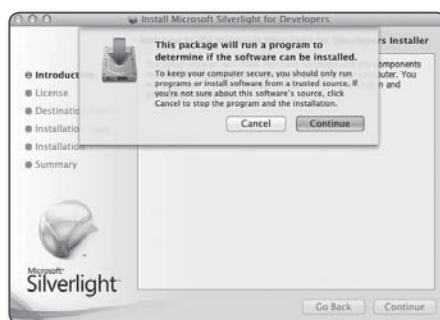 Install Microsoft Silverlight for Developers
This package will run a program to
determine if the software can be installed.
To keep your computer secure, you should only run
programs or install software from a trusted source. If
you're not sure about this software's source, click
Cancel to stop the program and the installation.
Cancel
Continue
Installer
components
You
and
Introduct
License
Destinatio
Installatio
Installation
Summary
Microsoft
Silverlight
Go Back
Continue